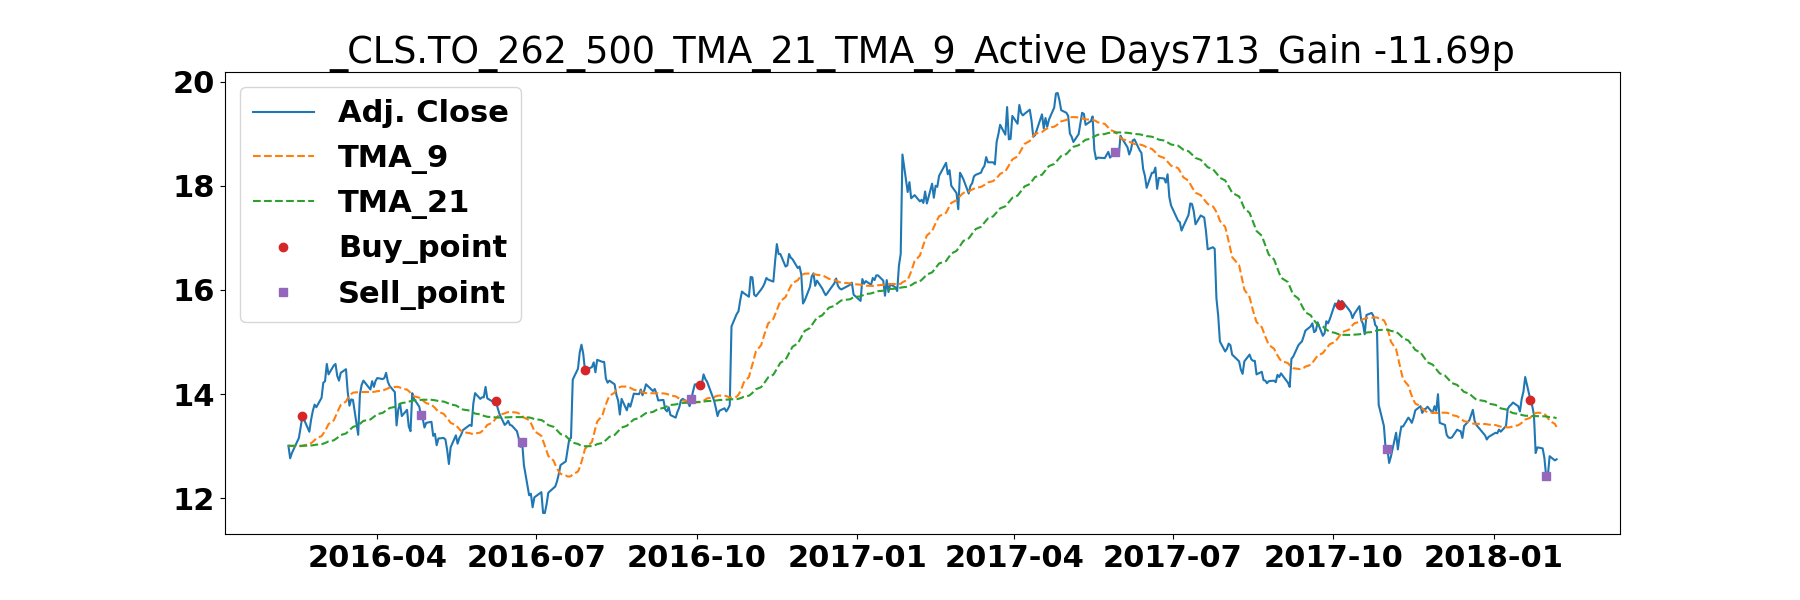 _CLS.TO_262_500_TMA_21_TMA_9_Active Days713_Gain -11.69p
20
18
16
14
12
Adj. Close
TMA_9
TMA_21
Buy_point
Sell_point
2016-04 2016-07 2016-10 2017-01 2017-04 2017-07 2017-10 2018-01